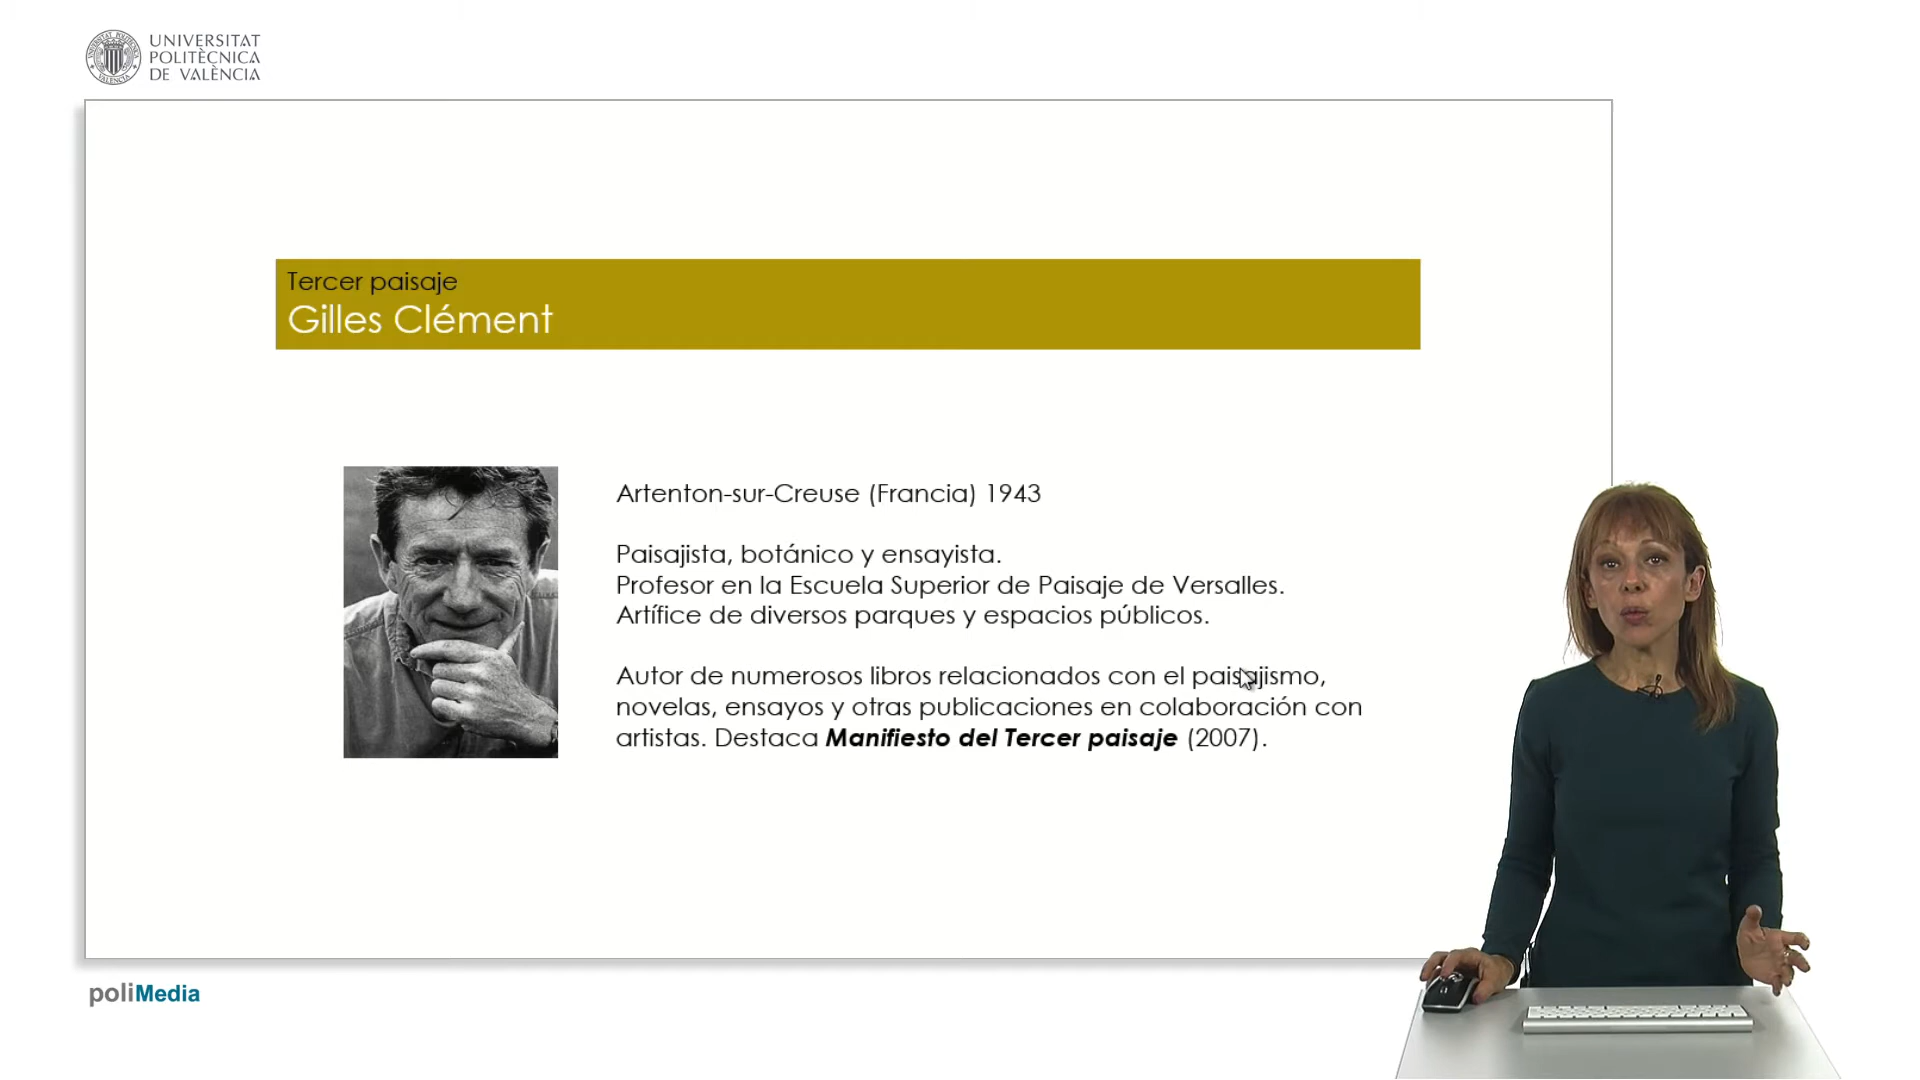 UNIVERSITAT
POLITÈCNICA
DE VALÈNCIA
Tercer paisaje
Gilles Clément
Artenton-sur-Creuse (Francia) 1943
Paisajista, botánico y ensayista.
Profesor en la Escuela Superior de Paisaje de Versalles.
Artífice de diversos parques y espacios públicos.
Autor de numerosos libros relacionados con el paisajismo,
novelas, ensayos y otras publicaciones en colaboración con
artistas. Destaca Manifiesto del Tercer paisaje (2007).
poliMedia